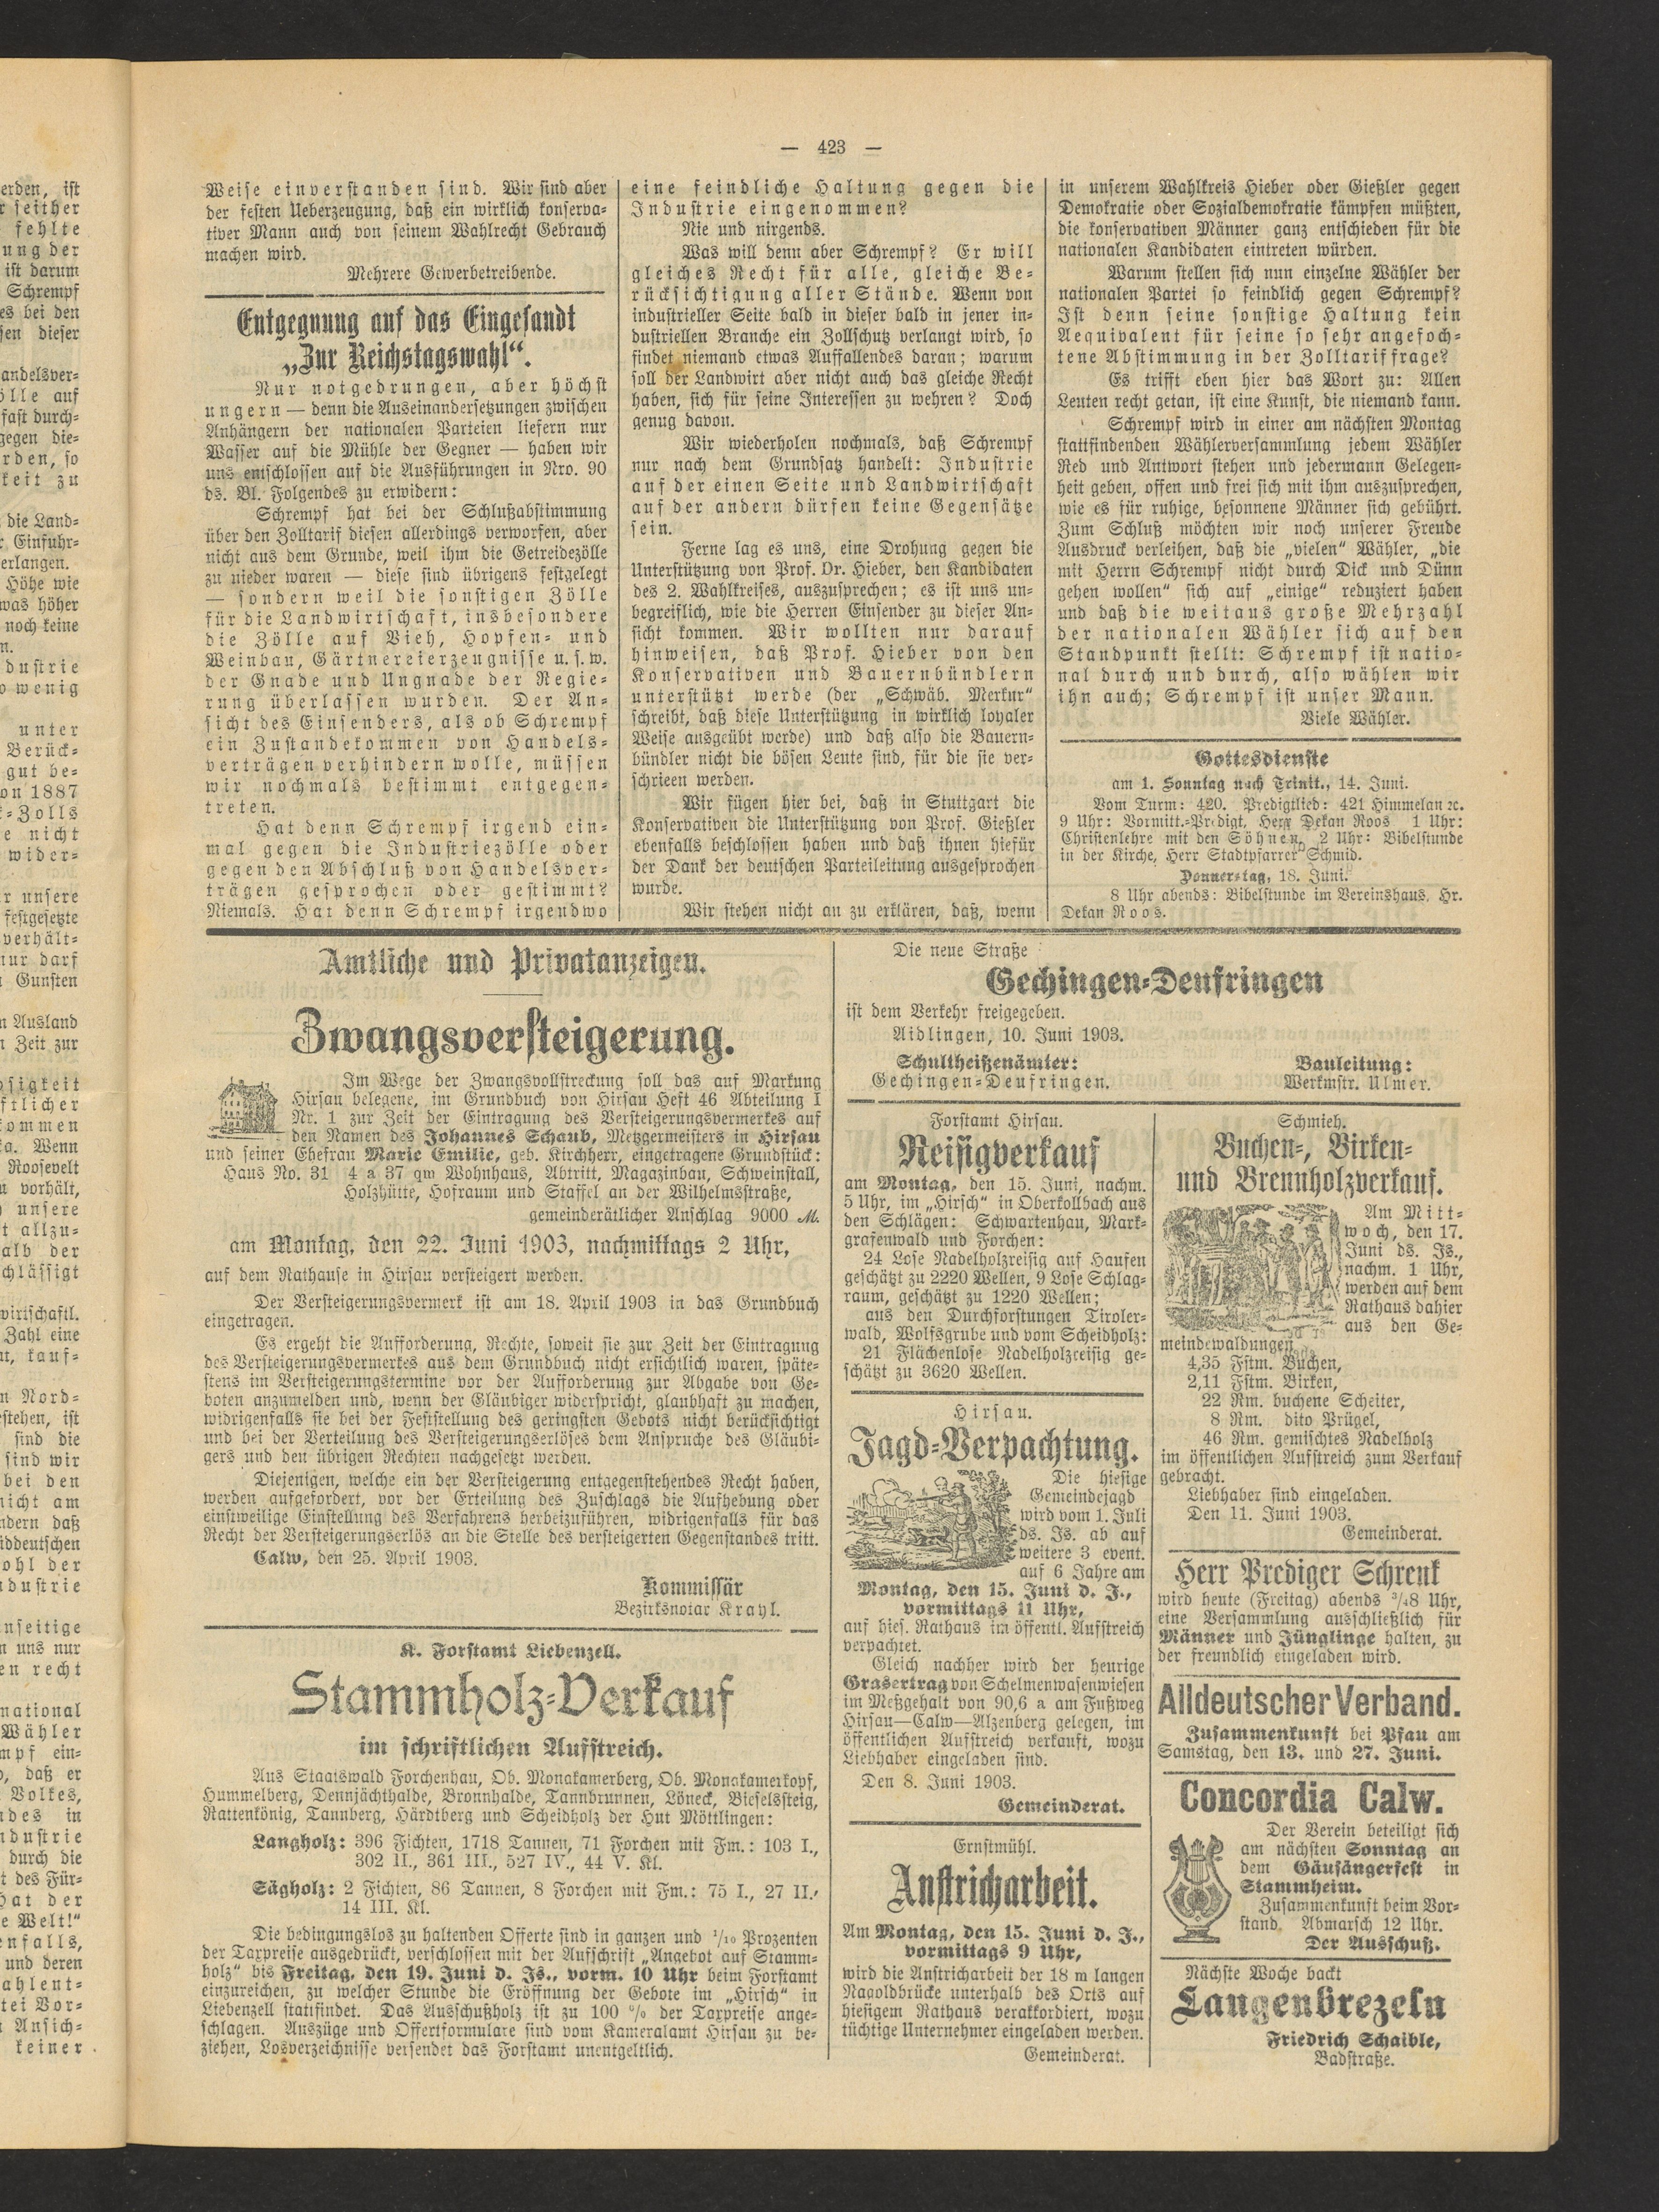 — 423 —
Weise einverstanden sind. Wir sind aber
der festen Ueberzeugung, daß ein wirklich konserva-
tiver Mann auch von seinem Wahlrecht Gebrauch
machen wird.
Mehrere Gewerbetreibende.
Entgegnung auf das Eingesandt
„Zur Reichstagswahl“.
Nur notgedrungen, aber höchst
ungern — denn die Auseinandersetzungen zwischen
Anhängern der nationalen Parteien liefern nur
Wasser auf die Mühle der Gegner — haben wir
uns entschlossen auf die Ausführungen in Nro. 90
ds. Bl. Folgendes zu erwidern:
Schrempf hat bei der Schlußabstimmung
über den Zolltarif diesen allerdings verworfen, aber
nicht aus dem Grunde, weil ihm die Getreidezölle
zu nieder waren — diese sind übrigens festgelegt
— sondern weil die sonstigen Zölle
für die Landwirtschaft, insbesondere
die Zölle auf Vieh, Hopfen- und
Weinbau, Gärtnereierzeugnisse u. s. w.
der Gnade und Ungnade der Regie-
rung überlassen wurden. Der An-
sicht des Einsenders, als ob Schrempf
ein Zustandekommen von Handels-
verträgen verhindern wolle, müssen
wir nochmals bestimmt entgegen-
treten.
Hat denn Schrempf irgend ein-
mal gegen die Industriezölle oder
gegen den Abschluß von Handelsver-
trägen gesprochen oder gestimmt?
Niemals. Hat denn Schrempf irgendwo
eine feindliche Haltung gegen die
Industrie eingenommen?
Nie und nirgends.
Was will denn aber Schrempf? Er will
gleiches Recht für alle, gleiche Be-
rücksichtigung aller Stände. Wenn von
industrieller Seite bald in dieser bald in jener in-
dustriellen Branche ein Zollschutz verlangt wird, so
findet niemand etwas Auffallendes daran; warum
soll der Landwirt aber nicht auch das gleiche Recht
haben, sich für seine Interessen zu wehren? Doch
genug davon.
Wir wiederholen nochmals, daß Schrempf
nur nach dem Grundsatz handelt: Industrie
auf der einen Seite und Landwirtschaft
auf der andern dürfen keine Gegensätze
sein.
Ferne lag es uns, eine Drohung gegen die
Unterstützung von Prof. Dr. Hieber, den Kandidaten
des 2. Wahlkreises, auszusprechen; es ist uns un-
begreiflich, wie die Herren Einsender zu dieser An-
sicht kommen. Wir wollten nur darauf
hinweisen, daß Prof. Hieber von den
Konservativen und Bauernbündlern
unterstützt werde (der „Schwäb. Merkur“
schreibt, daß diese Unterstützung in wirklich loyaler
Weise ausgeübt werde) und daß also die Bauern-
bündler nicht die bösen Leute sind, für die sie ver-
schrieen werden.
Wir fügen hier bei, daß in Stuttgart die
Konservativen die Unterstützung von Prof. Gießler
ebenfalls beschlossen haben und daß ihnen hiefür
der Dank der deutschen Parteileitung ausgesprochen
wurde.
Wir stehen nicht an zu erklären, daß, wenn
in unserem Wahlkreis Hieber oder Gießler gegen
Demokratie oder Sozialdemokratie kämpfen müßten,
die konservativen Männer ganz entschieden für die
nationalen Kandidaten eintreten würden.
Warum stellen sich nun einzelne Wähler der
nationalen Partei so feindlich gegen Schrempf?
Ist denn seine sonstige Haltung kein
Aequivalent für seine so sehr angefoch-
tene Abstimmung in der Zolltariffrage?
Es trifft eben hier das Wort zu: Allen
Leuten recht getan, ist eine Kunst, die niemand kann.
Schrempf wird in einer am nächsten Montag
stattfindenden Wählerversammlung jedem Wähler
Red und Antwort stehen und jedermann Gelegen-
heit geben, offen und frei sich mit ihm auszusprechen,
wie es für ruhige, besonnene Männer sich gebührt.
Zum Schluß möchten wir noch unserer Freude
Ausdruck verleihen, daß die „vielen“ Wähler, „die
mit Herrn Schrempf nicht durch Dick und Dünn
gehen wollen“ sich auf „einige“ reduziert haben
und daß die weitaus große Mehrzahl
der nationalen Wähler sich auf den
Standpunkt stellt: Schrempf ist natio-
nal durch und durch, also wählen wir
ihn auch; Schrempf ist unser Mann.
Viele Wähler.
Gottesdienste
am 1. Sonntag nach Trinit., 14. Juni.
Vom Turm: 420. Predigtlied: 421 Himmelan ꝛc.
9 Uhr: Vormitt.-Predigt, Herr Dekan Roos 1 Uhr:
Christenlehre mit den Söhnen. 2 Uhr: Bibelstunde
in der Kirche, Herr Stadtpfarrer Schmid.
Donnerstag, 18. Juni.
8 Uhr abends: Bibelstunde im Vereinshaus, Hr.
Dekan Roos.
Amtliche und Privatanzeigen.
Zwangsversteigerung.
Im Wege der Zwangsvollstreckung soll das auf Markung
Hirsau belegene, im Grundbuch von Hirsau Heft 46 Abteilung I
Nr. 1 zur Zeit der Eintragung des Versteigerungsvermerkes auf
den Namen des Johannes Schaub, Metzgermeisters in Hirsau
und seiner Ehefrau Marie Emilie, geb. Kirchherr, eingetragene Grundstück:
Haus No. 31 4 a 37 qm Wohnhaus, Abtritt, Magazinbau, Schweinstall,
Holzhütte, Hofraum und Staffel an der Wilhelmsstraße,
gemeinderätlicher Anschlag 9000 M.
am Montag, den 22. Juni 1903, nachmittags 2 Uhr,
auf dem Rathause in Hirsau versteigert werden.
Der Versteigerungsvermerk ist am 18. April 1903 in das Grundbuch
eingetragen.
Es ergeht die Aufforderung, Rechte, soweit sie zur Zeit der Eintragung
des Versteigerungsvermerkes aus dem Grundbuch nicht ersichtlich waren, späte-
stens im Versteigerungstermine vor der Aufforderung zur Abgabe von Ge-
boten anzumelden und, wenn der Gläubiger widerspricht, glaubhaft zu machen,
widrigenfalls sie bei der Feststellung des geringsten Gebots nicht berücksichtigt
und bei der Verteilung des Versteigerungserlöses dem Anspruche des Gläubi-
gers und den übrigen Rechten nachgesetzt werden.
Diejenigen, welche ein der Versteigerung entgegenstehendes Recht haben,
werden aufgefordert, vor der Erteilung des Zuschlags die Aufhebung oder
einstweilige Einstellung des Verfahrens herbeizuführen, widrigenfalls für das
Recht der Versteigerungserlös an die Stelle des versteigerten Gegenstandes tritt.
Calw, den 25. April 1903.
Kommissär
Bezirksnotar Krayl.
K. Forstamt Liebenzell.
Stammholz-Verkauf
im schriftlichen Aufstreich.
Aus Staatswald Forchenhau, Ob. Monakamerberg, Ob. Monakamerkopf,
Hummelberg, Dennjächthalde, Bronnhalde, Tannbrunnen, Löneck, Bieselssteig,
Rattenkönig, Tannberg, Härdtberg und Scheidholz der Hut Möttlingen:
Langholz: 396 Fichten, 1718 Tannen, 71 Forchen mit Fm.: 103 I.,
302 II., 361 III., 527 IV., 44 V. Kl.
Sägholz: 2 Fichten, 86 Tannen, 8 Forchen mit Fm.: 75 I., 27 II.,
14 III. Kl.
Die bedingungslos zu haltenden Offerte sind in ganzen und 1/10 Prozenten
der Taxpreise ausgedrückt, verschlossen mit der Aufschrift „Angebot auf Stamm-
holz“ bis Freitag, den 19. Juni d. Js., vorm. 10 Uhr beim Forstamt
einzureichen, zu welcher Stunde die Eröffnung der Gebote im „Hirsch“ in
Liebenzell stattfindet. Das Ausschußholz ist zu 100 % der Taxpreise ange-
schlagen. Auszüge und Offertformulare sind vom Kameralamt Hirsau zu be-
ziehen, Losverzeichnisse versendet das Forstamt unentgeltlich.
Die neue Straße
Gechingen-Deufringen
ist dem Verkehr freigegeben.
Aidlingen, 10. Juni 1903.
Schultheißenämter:
Gechingen-Deufringen.
Bauleitung:
Werkmstr. Ulmer.
Forstamt Hirsau.
Reisigverkauf
am Montag, den 15. Juni, nachm.
5 Uhr, im „Hirsch“ in Oberkollbach aus
den Schlägen: Schwartenhau, Mark-
grafenwald und Forchen:
24 Lose Nadelholzreisig auf Haufen
geschätzt zu 2220 Wellen, 9 Lose Schlag-
raum, geschätzt zu 1220 Wellen;
aus den Durchforstungen Tiroler-
wald, Wolfsgrube und vom Scheidholz:
21 Flächenlose Nadelholzreisig ge-
schätzt zu 3620 Wellen.
Hirsau.
Jagd-Verpachtung.
Die hiesige
Gemeindejagd
wird vom 1. Juli
ds. Js. ab auf
weitere 3 event.
auf 6 Jahre am
Montag, den 15. Juni d. J.,
vormittags 11 Uhr,
auf hies. Rathaus im öffentl. Aufstreich
verpachtet.
Gleich nachher wird der heurige
Grasertrag von Schelmenwasenwiesen
im Meßgehalt von 90,6 a am Fußweg
Hirsau—Calw—Alzenberg gelegen, im
öffentlichen Aufstreich verkauft, wozu
Liebhaber eingeladen sind.
Den 8. Juni 1903.
Gemeinderat.
Ernstmühl.
Anstricharbeit.
Am Montag, den 15. Juni d. J.,
vormittags 9 Uhr,
wird die Anstricharbeit der 18 m langen
Nagoldbrücke unterhalb des Orts auf
hiesigem Rathaus verakkordiert, wozu
tüchtige Unternehmer eingeladen werden.
Gemeinderat.
Schmieh.
Buchen-, Birken-
und Brennholzverkauf.
Am Mitt-
woch, den 17.
Juni ds. Js.,
nachm. 1 Uhr,
werden auf dem
Rathaus dahier
aus den Ge-
meindewaldungen
4,35 Fstm. Buchen,
2,11 Fstm. Birken,
22 Rm. buchene Scheiter,
8 Rm. dito Prügel,
46 Rm. gemischtes Nadelholz
im öffentlichen Aufstreich zum Verkauf
gebracht.
Liebhaber sind eingeladen.
Den 11. Juni 1903.
Gemeinderat.
Herr Prediger Schrenk
wird heute (Freitag) abends 3/48 Uhr,
eine Versammlung ausschließlich für
Männer und Jünglinge halten, zu
der freundlich eingeladen wird.
Alldeutscher Verband.
Zusammenkunft bei Pfau am
Samstag, den 13. und 27. Juni.
Concordia Calw.
Der Verein beteiligt sich
am nächsten Sonntag an
dem Gäusängerfest in
Stammheim.
Zusammenkunft beim Vor-
stand. Abmarsch 12 Uhr.
Der Ausschuß.
Nächste Woche backt
Langenbrezeln
Friedrich Schaible,
Badstraße.